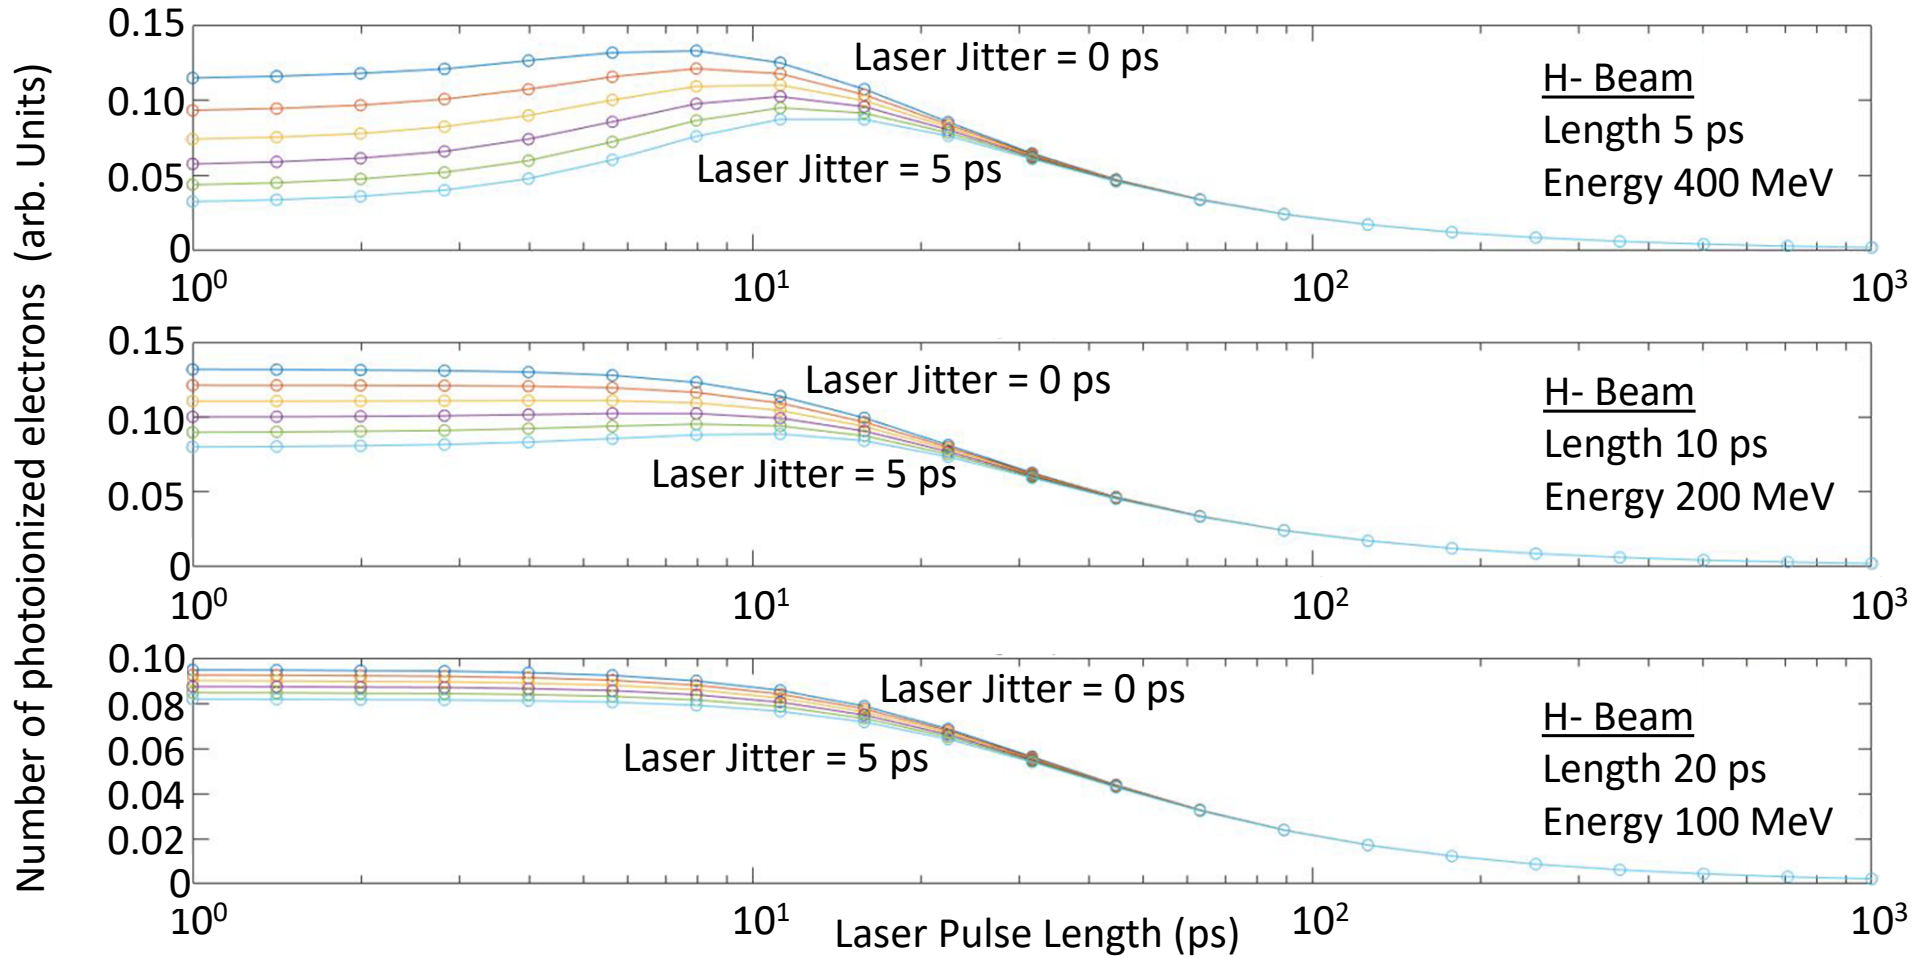 Number of photoionized electrons (arb. Units)
0.15
0.10
0.05
0
10⁰
10¹
10²
10³
Laser Jitter = 0 ps
Laser Jitter = 5 ps
H- Beam
Length 5 ps
Energy 400 MeV
0.15
0.10
0.05
0
10⁰
10¹
10²
10³
Laser Jitter = 0 ps
Laser Jitter = 5 ps
H- Beam
Length 10 ps
Energy 200 MeV
0.10
0.08
0.06
0.04
0.02
0
10⁰
10¹
10²
10³
Laser Jitter = 0 ps
Laser Jitter = 5 ps
H- Beam
Length 20 ps
Energy 100 MeV
Laser Pulse Length (ps)